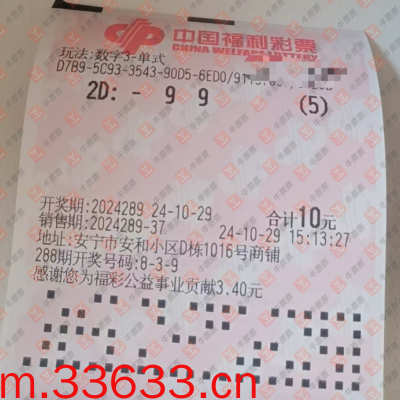 中国福利彩票
CHINA WELFARE LOTTERY
玩法:数字3-单式
D7B9-5C93-3543-90D5-6ED0/
2D: - 9 9 (5)
开奖期:2024289 24-10-29 合计10元
销售期:2024289-37 24-10-29 15:13:27
地址:安宁市安和小区D栋1016号商铺
288期开奖号码:8-3-9
感谢您为福彩公益事业贡献3.40元
m.33633.cn